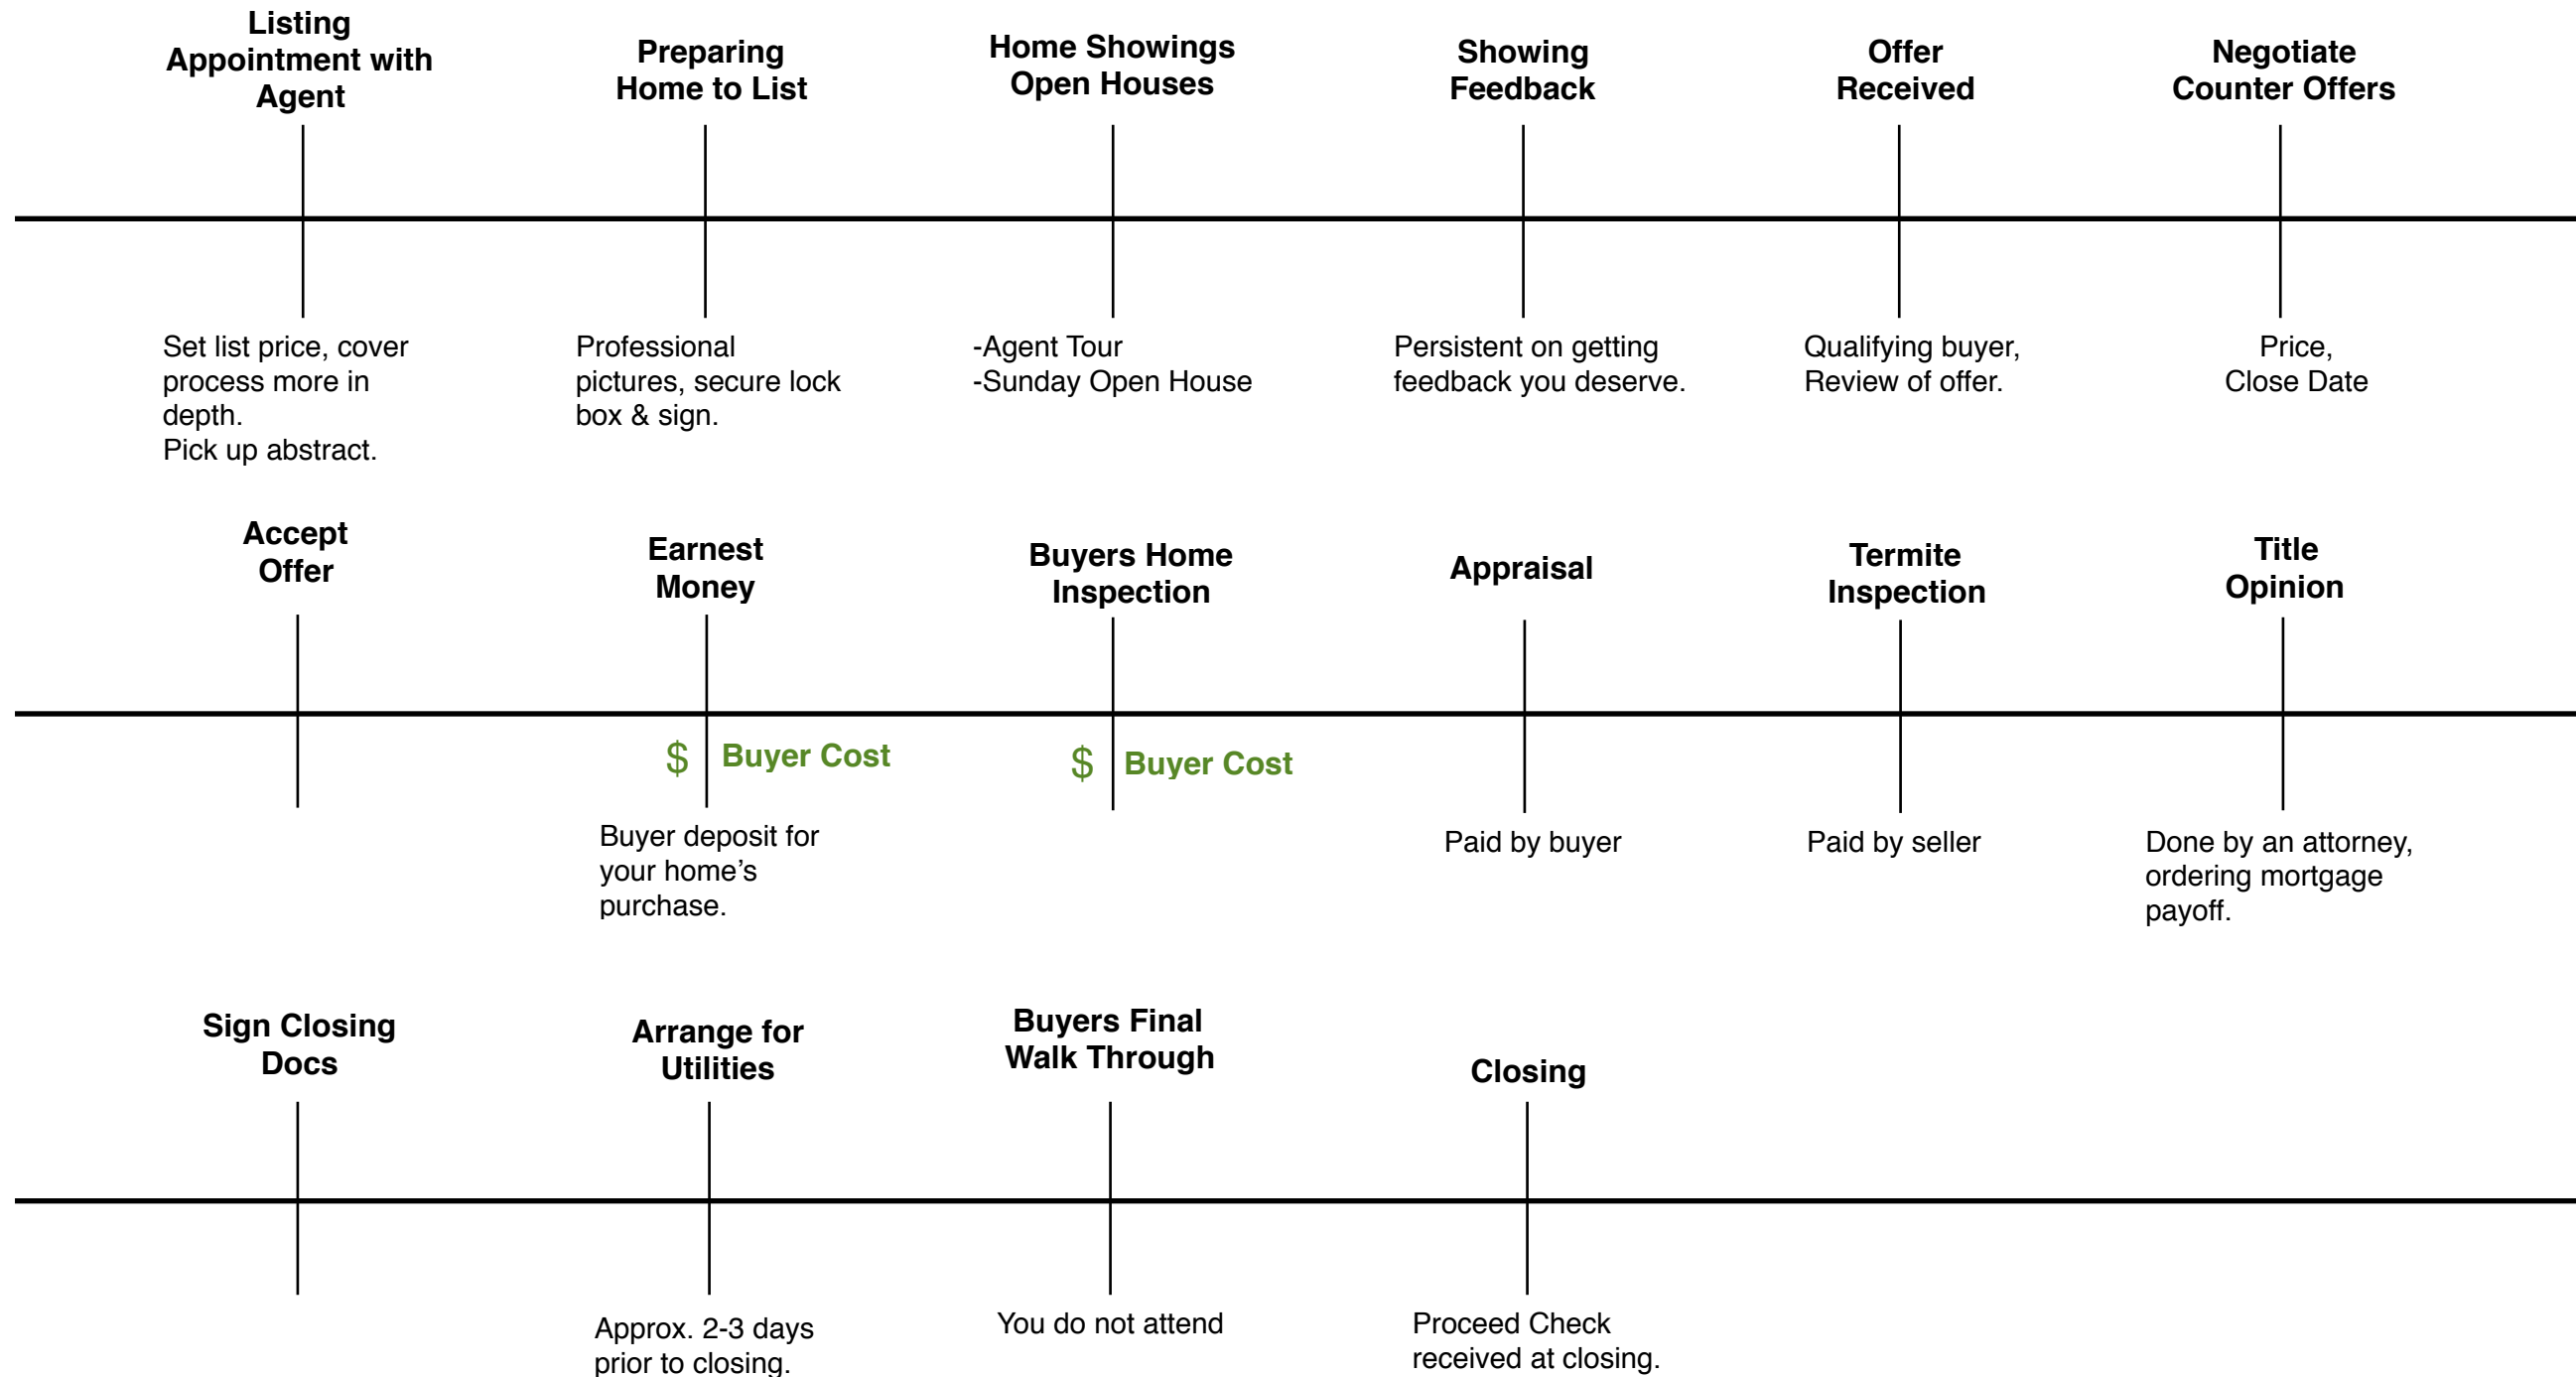 Listing
Appointment with
Agent
Preparing
Home to List
Home Showings
Open Houses
Showing
Feedback
Offer
Received
Negotiate
Counter Offers
Set list price, cover
process more in
depth.
Pick up abstract.
Professional
pictures, secure lock
box & sign.
-Agent Tour
-Sunday Open House
Persistent on getting
feedback you deserve.
Qualifying buyer,
Review of offer.
Price,
Close Date
Accept
Offer
Earnest
Money
Buyers Home
Inspection
Appraisal
Termite
Inspection
Title
Opinion
$ Buyer Cost
$ Buyer Cost
Buyer deposit for
your home’s
purchase.
Paid by buyer
Paid by seller
Done by an attorney,
ordering mortgage
payoff.
Sign Closing
Docs
Arrange for
Utilities
Buyers Final
Walk Through
Closing
Approx. 2-3 days
prior to closing.
You do not attend
Proceed Check
received at closing.